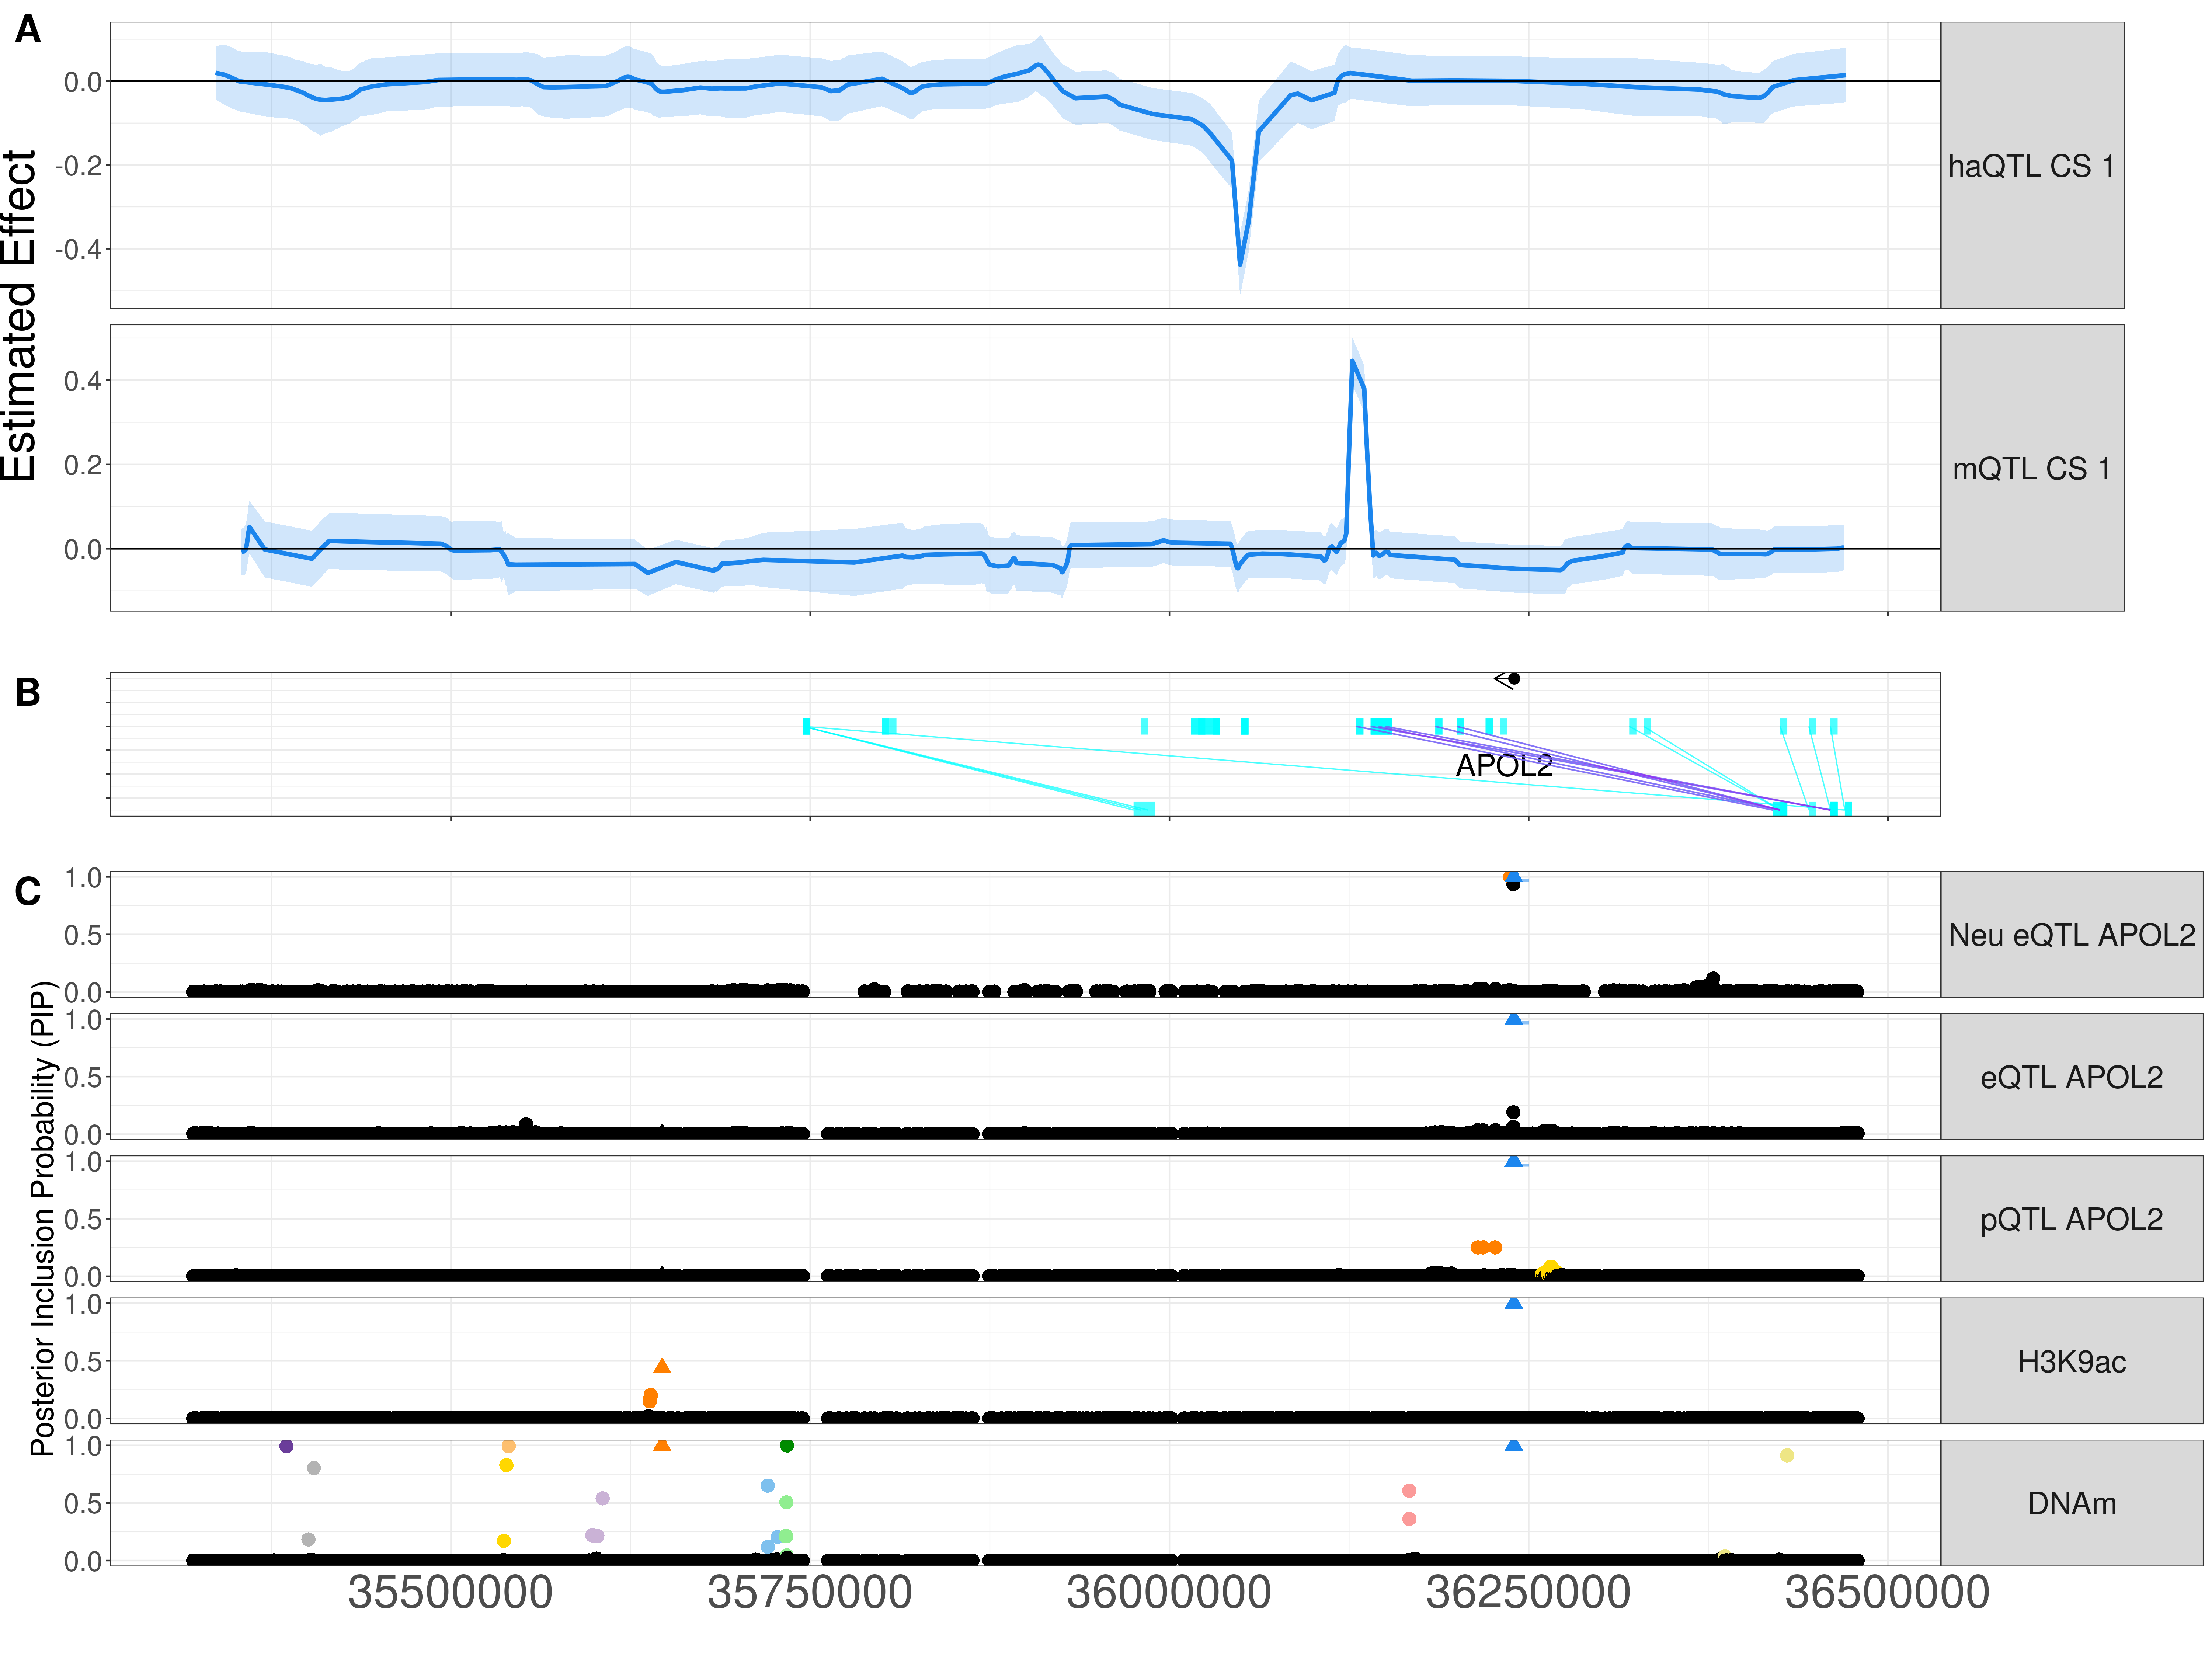 A
Estimated Effect
0.0
-0.2
-0.4
haQTL CS 1
0.4
0.2
0.0
mQTL CS 1
B
APOL2
C
Posterior Inclusion Probability (PIP)
1.0
0.5
0.0
Neu eQTL APOL2
1.0
0.5
0.0
eQTL APOL2
1.0
0.5
0.0
pQTL APOL2
1.0
0.5
0.0
H3K9ac
1.0
0.5
0.0
DNAm
35500000 35750000 36000000 36250000 36500000